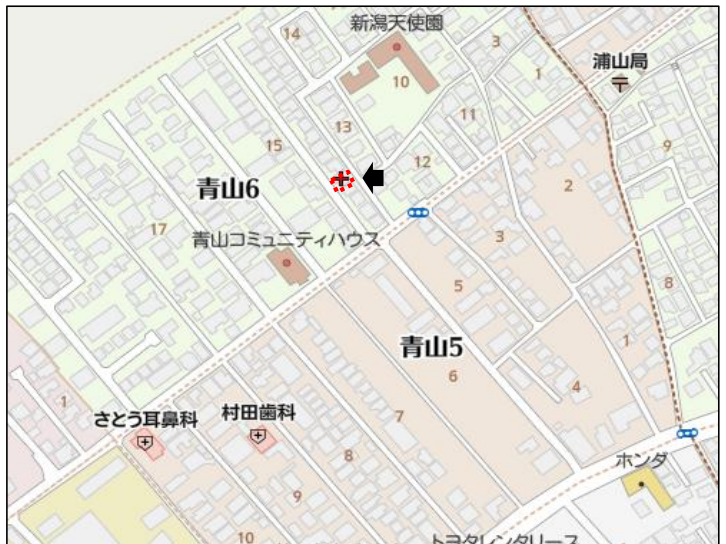 14
新潟天使園
3
浦山局
10
1
13
11
9
15
12
2
青山6
17
青山コミュニティハウス
3
5
8
青山5
1
6
4
1
さとう耳鼻科
村田歯科
7
8
ホンダ
9
10
トヨタレンタリース